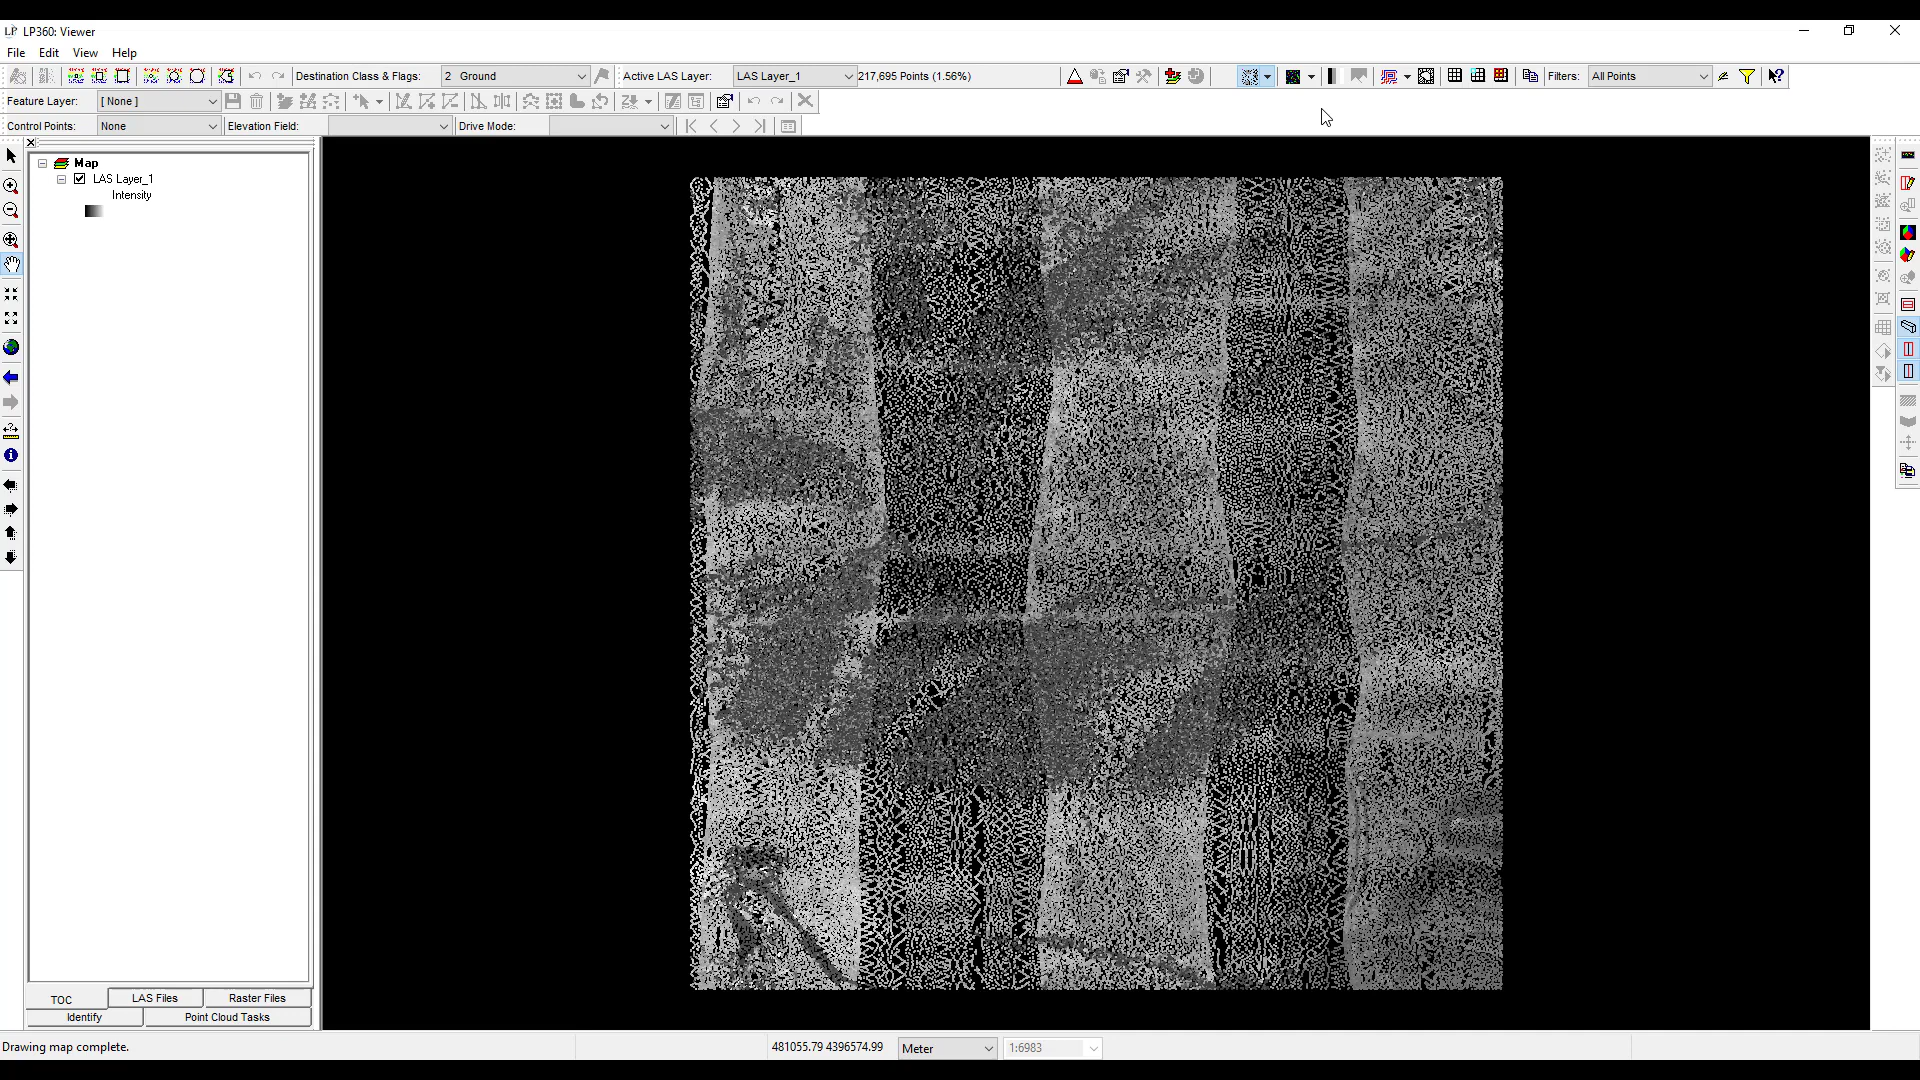 LP LP360: Viewer
File Edit View Help
Destination Class & Flags: 2 Ground Active LAS Layer: LAS Layer_1 217,695 Points (1.56%) Filters: All Points
Feature Layer: [ None ]
Control Points: None Elevation Field: Drive Mode:
Map
LAS Layer_1
Intensity
TOC LAS Files Raster Files
Identify Point Cloud Tasks
Drawing map complete. 481055.79 4396574.99 Meter 1:6983